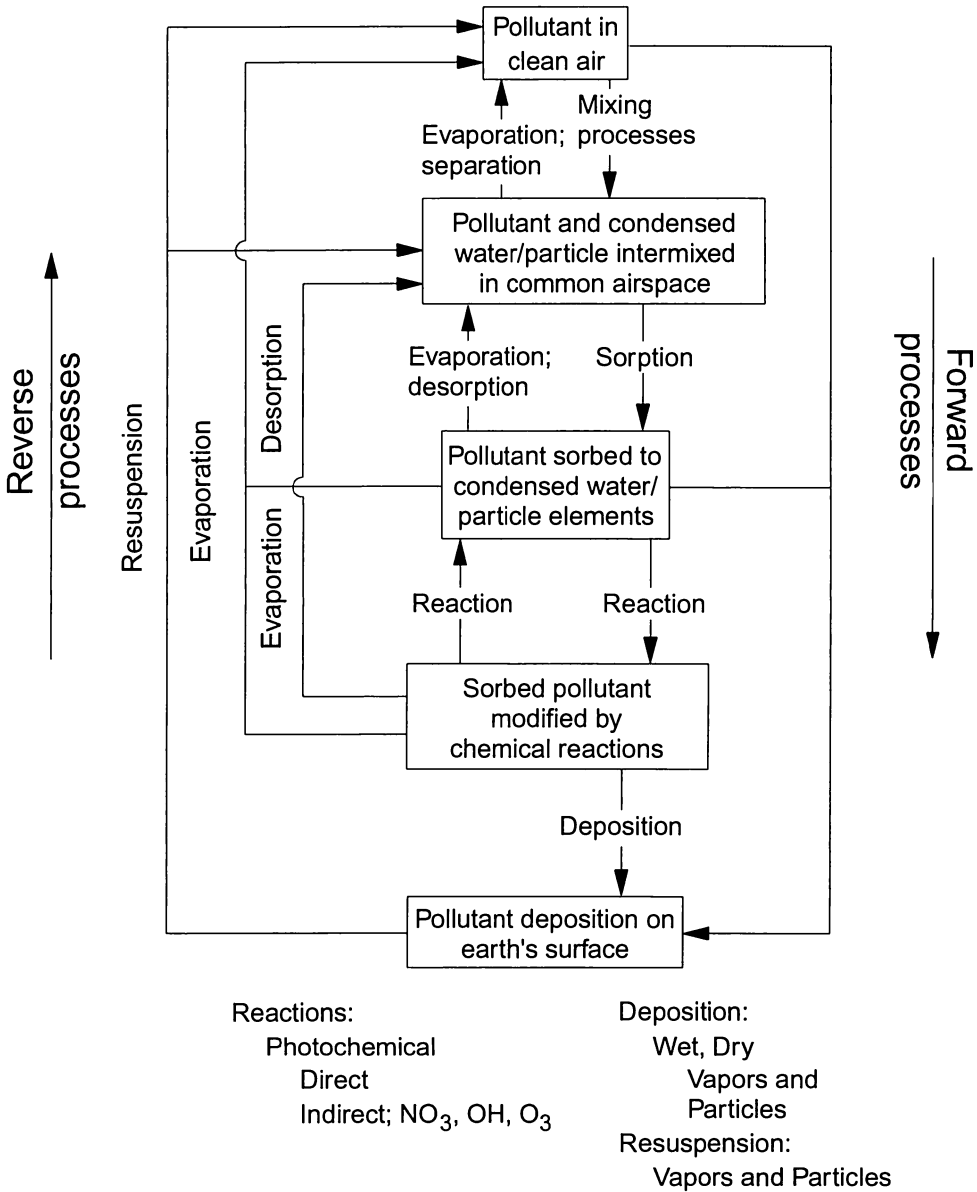 Pollutant in
clean air
Evaporation;
separation
Mixing
processes
Pollutant and condensed
water/particle intermixed
in common airspace
Evaporation;
desorption
Sorption
Pollutant sorbed to
condensed water/
particle elements
Reaction
Reaction
Sorbed pollutant
modified by
chemical reactions
Deposition
Pollutant deposition on
earth's surface
Reverse
processes
Resuspension
Evaporation
Desorption
Evaporation
Forward
processes
Reactions:
Photochemical
Direct
Indirect; NO₃, OH, O₃
Deposition:
Wet, Dry
Vapors and
Particles
Resuspension:
Vapors and Particles